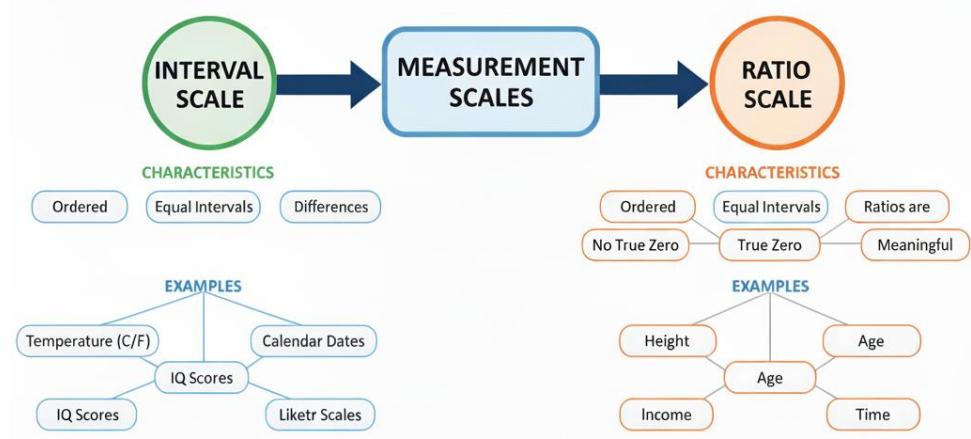 INTERVAL
SCALE
MEASUREMENT
SCALES
RATIO
SCALE
CHARACTERISTICS
Ordered
Equal Intervals
Differences
CHARACTERISTICS
Ordered
Equal Intervals
Ratios are
No True Zero
True Zero
Meaningful
EXAMPLES
Temperature (C/F)
Calendar Dates
IQ Scores
IQ Scores
Liketr Scales
EXAMPLES
Height
Age
Age
Income
Time